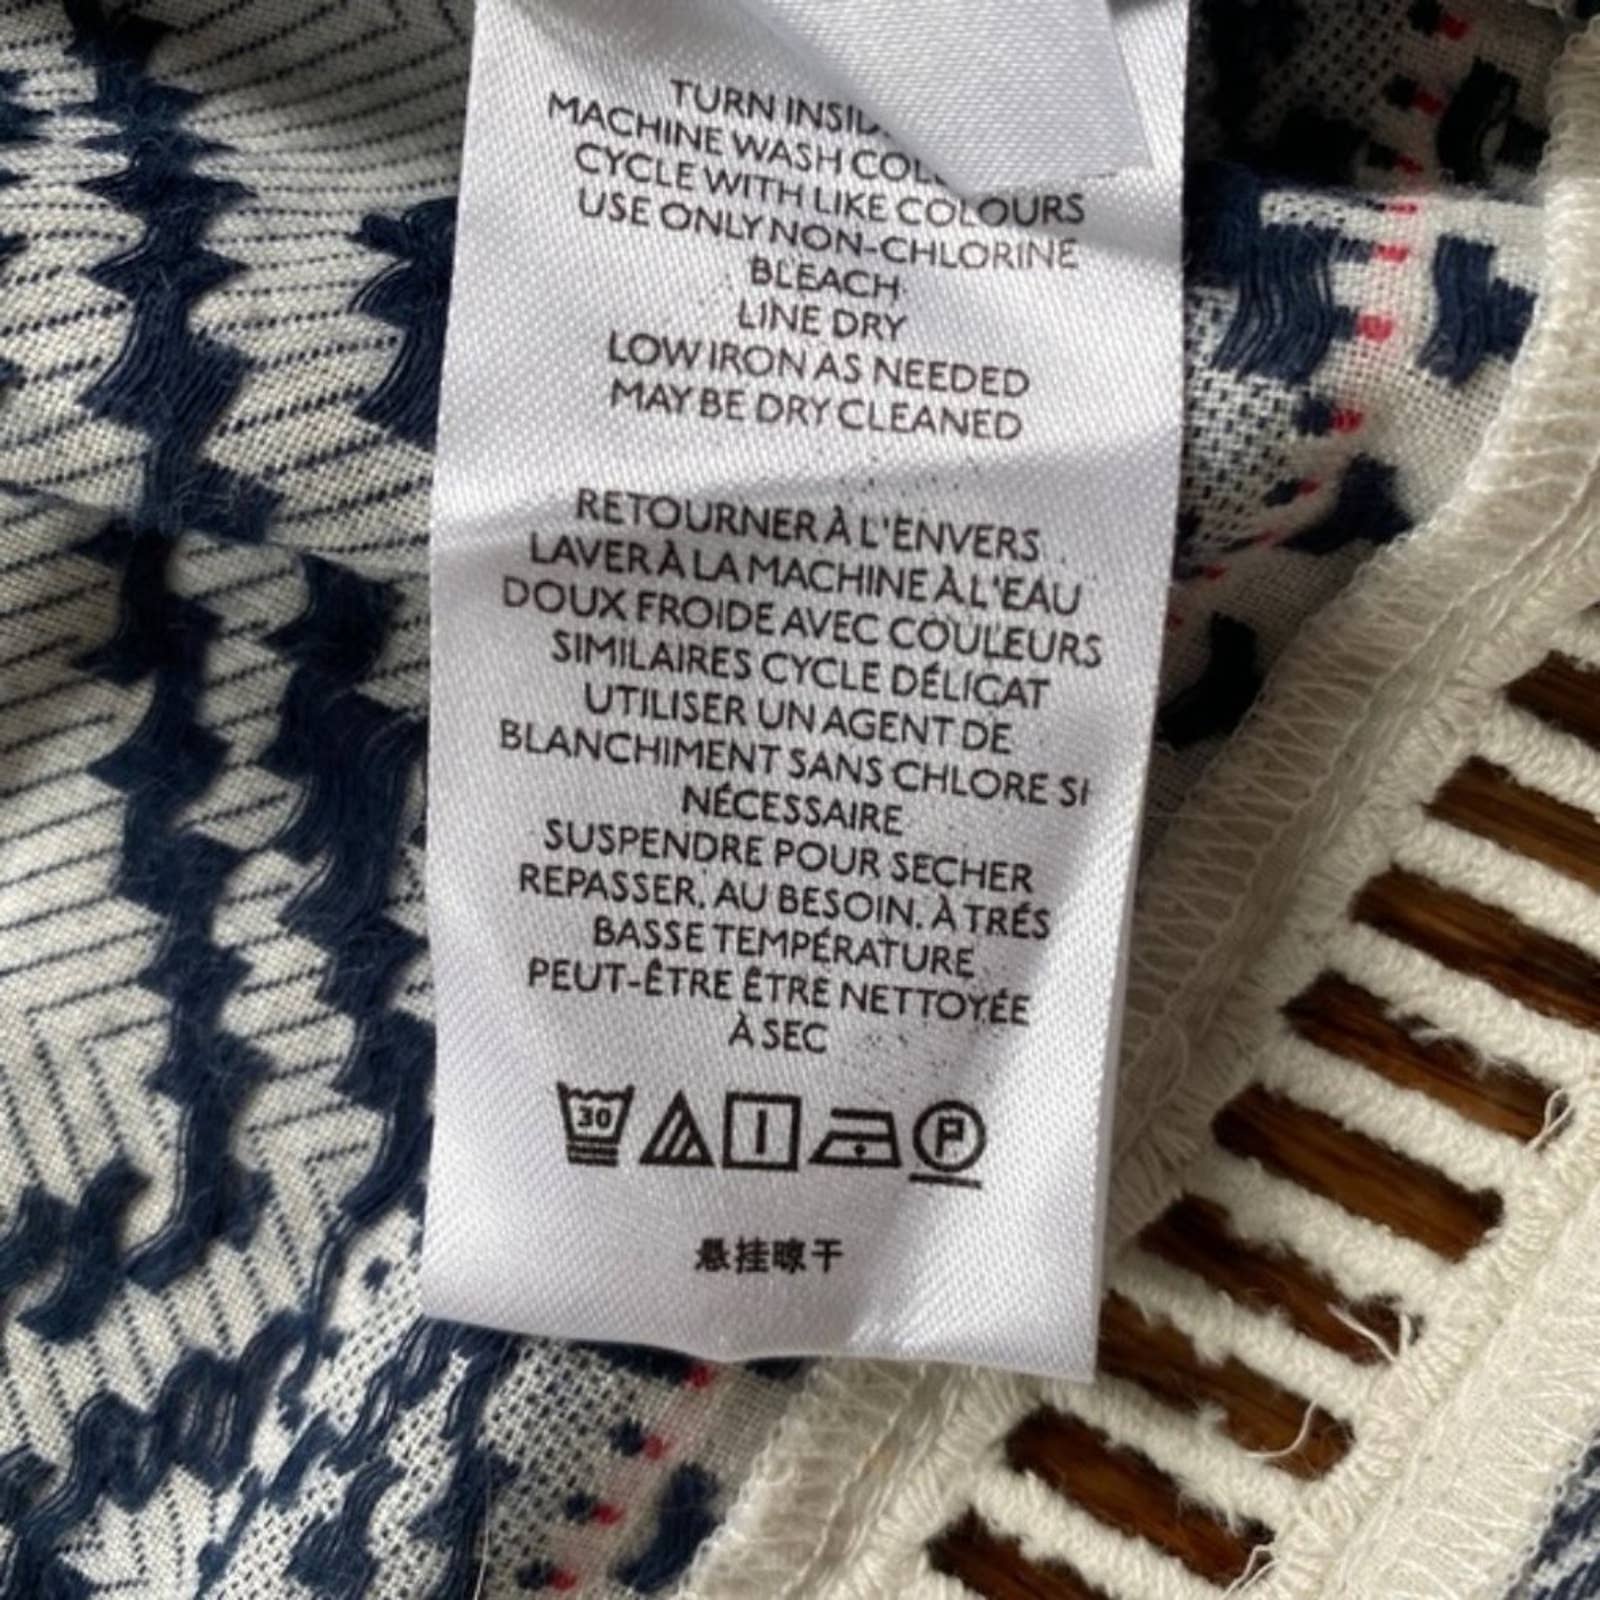 TURN
MACHINE WASH
CYCLE WITH LIKE COLOURS
USE ONLY NON-CHLORINE
BLEACH
LINE DRY
LOW IRON AS NEEDED
MAY BE DRY CLEANED
RETOURNER À L'ENVERS
LAVER À LA MACHINE À L'EAU
DOUX FROIDE AVEC COULEURS
SIMILAIRES CYCLE DÉLICAT
UTILISER UN AGENT DE
BLANCHIMENT SANS CHLORE SI
NÉCESSAIRE
SUSPENDRE POUR SECHER
REPASSER, AU BESOIN, À TRÉS
BASSE TEMPÉRATURE
PEUT-ÊTRE ÊTRE NETTOYÉE
À SEC
30 P
悬挂晾干